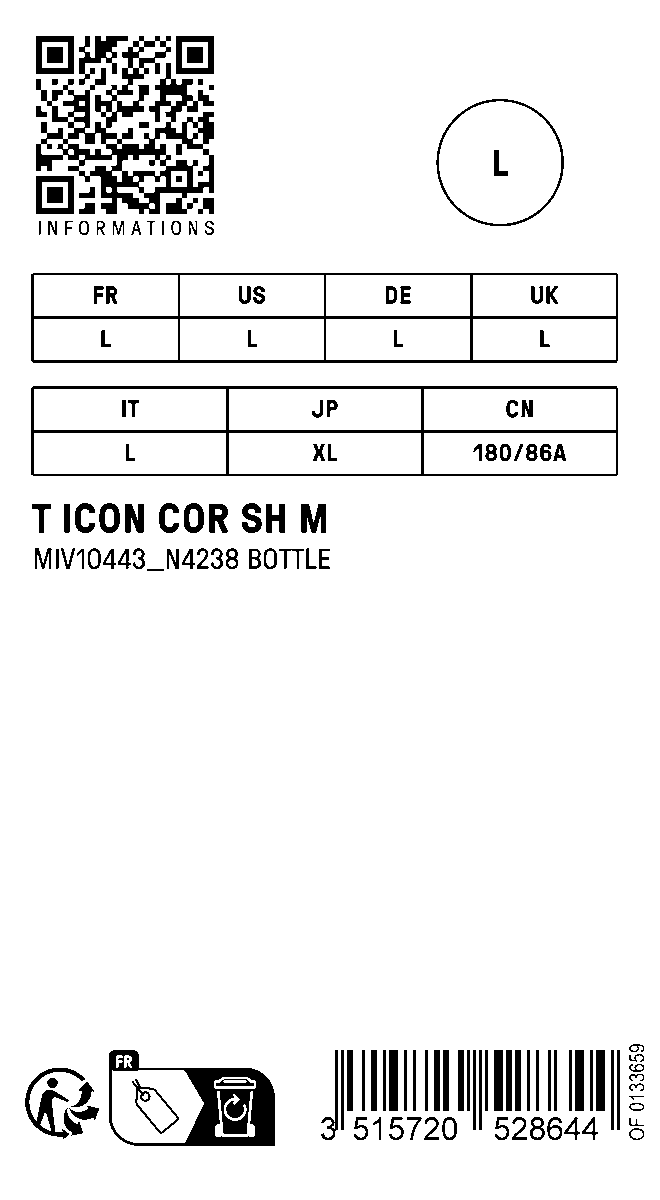 INFORMATIONS
L
FR US DE UK
L L L L
IT JP CN
L XL 180/86A
T ICON COR SH M
MIV10443_N4238 BOTTLE
FR
3 515720 528644
OF 0133659